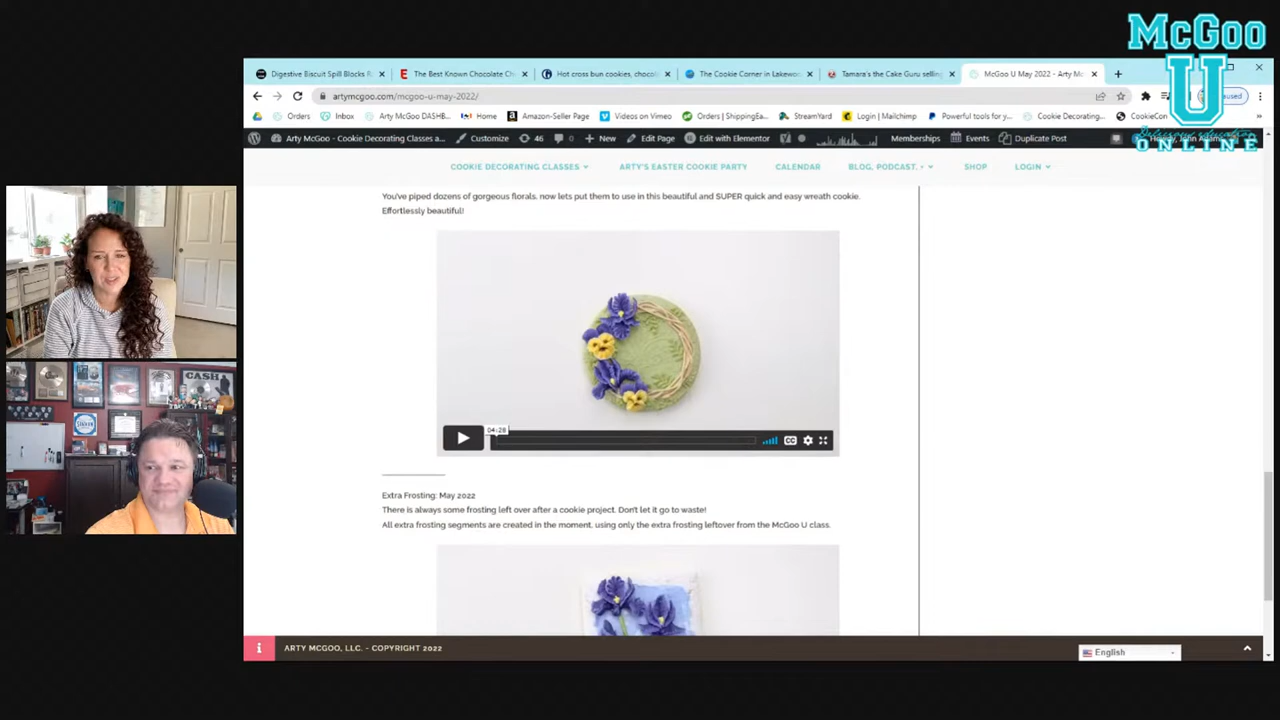 McGoo
U
ONLINE
Digestive Biscuit Spill Blocks R
The Best Known Chocolate Ch
Hot cross bun cookies, chocol
The Cookie Corner in Lakewoo
Tamara's the Cake Guru sellin
McGoo U May 2022 - Arty Mc
artymcgoo.com/mcgoo-u-may-2022/
Orders
Inbox
Arty McGoo DASHB...
Home
Amazon-Seller Page
Videos on Vimeo
Orders | ShippingEa...
StreamYard
Login | Mailchimp
Powerful tools for y...
Cookie Decorating...
CookieCon
Arty McGoo - Cookie Decorating Classes a...
Customize
46
0
New
Edit Page
Edit with Elementor
Memberships
Events
Duplicate Post
COOKIE DECORATING CLASSES
ARTY'S EASTER COOKIE PARTY
CALENDAR
BLOG. PODCAST. +
SHOP
LOGIN
You've piped dozens of gorgeous florals, now lets put them to use in this beautiful and SUPER quick and easy wreath cookie.
Effortlessly beautiful!
04:28
CC
Extra Frosting: May 2022
There is always some frosting left over after a cookie project. Don't let it go to waste!
All extra frosting segments are created in the moment, using only the extra frosting leftover from the McGoo U class.
CASH
i
ARTY MCGOO, LLC. - COPYRIGHT 2022
English